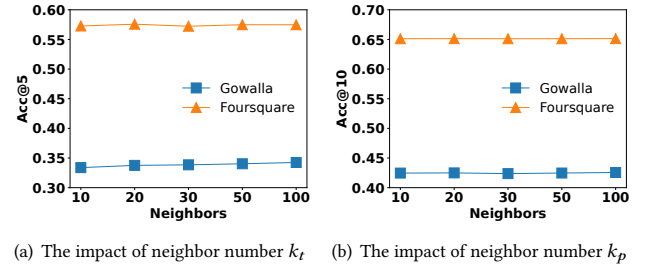 0.60
0.55
0.50
0.45
0.40
0.35
0.30
Acc@5
Gowalla
Foursquare
10 20 30 50 100
Neighbors
(a) The impact of neighbor number k_t
0.70
0.65
0.60
0.55
0.50
0.45
0.40
Acc@10
Gowalla
Foursquare
10 20 30 50 100
Neighbors
(b) The impact of neighbor number k_p